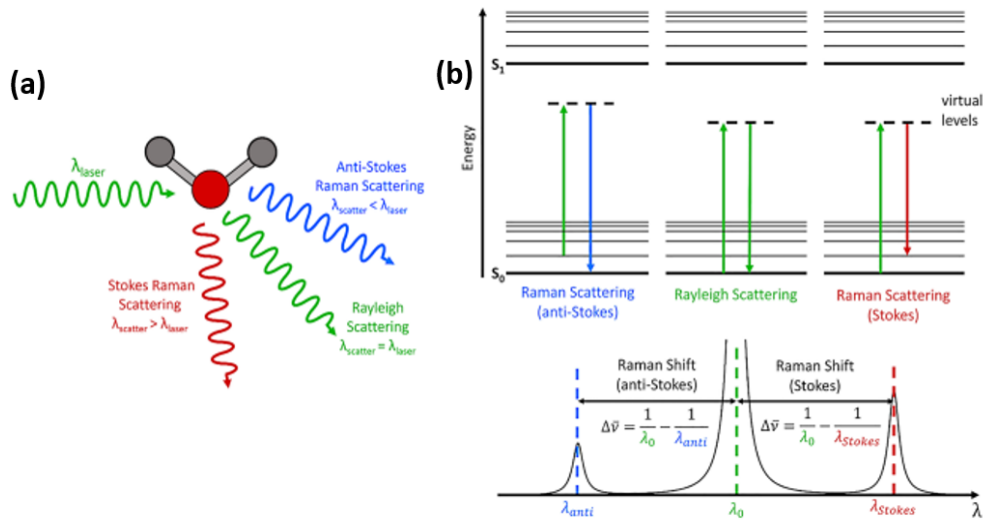 (a)
λlaser
Anti-Stokes
Raman Scattering
λscatter < λlaser
Stokes Raman
Scattering
λscatter > λlaser
Rayleigh
Scattering
λscatter = λlaser
(b)
Energy
S1
S0
virtual
levels
Raman Scattering
(anti-Stokes)
Rayleigh Scattering
Raman Scattering
(Stokes)
Raman Shift
(anti-Stokes)
Δν̄ = 1/λ0 − 1/λanti
Raman Shift
(Stokes)
Δν̄ = 1/λ0 − 1/λStokes
λanti
λ0
λStokes
λ